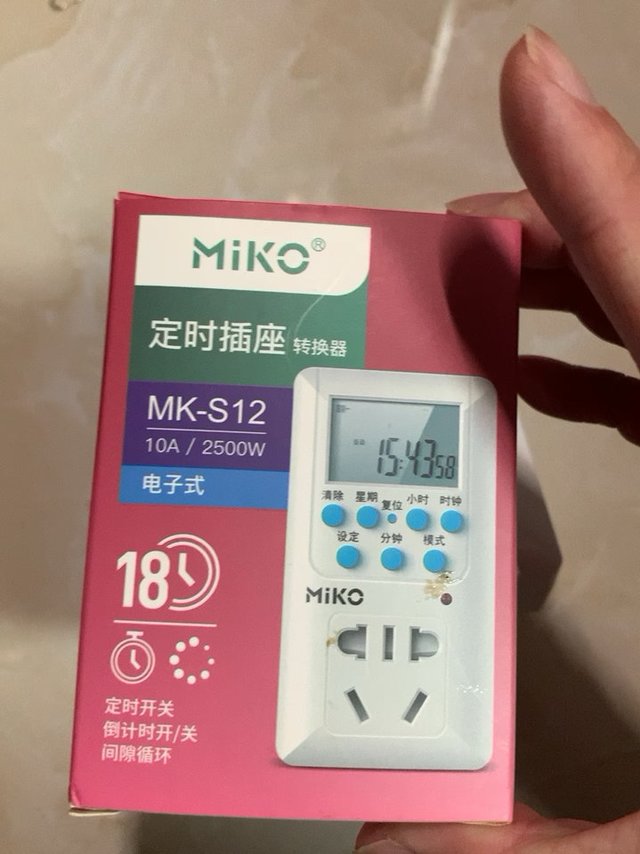 MiKO®
定时插座 转换器
MK-S12
10A / 2500W
电子式
15:43 58
清除 星期 复位 小时 时钟
设定 分钟 模式
18
MiKO
定时开关
倒计时开/关
间隙循环